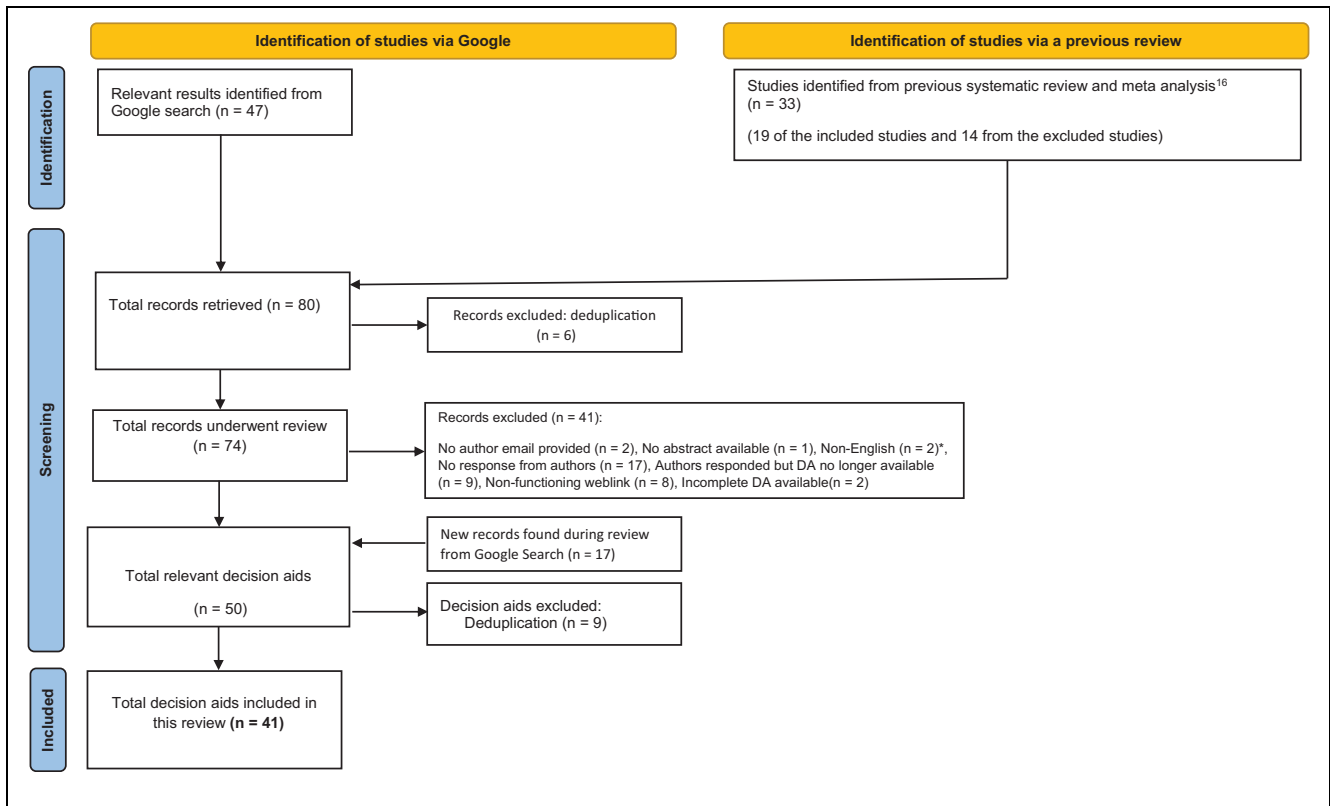 Identification of studies via Google
Identification of studies via a previous review
Identification
Relevant results identified from
Google search (n = 47)
Studies identified from previous systematic review and meta analysis16
(n = 33)
(19 of the included studies and 14 from the excluded studies)
Screening
Total records retrieved (n = 80)
Records excluded: deduplication
(n = 6)
Total records underwent review
(n = 74)
Records excluded (n = 41):
No author email provided (n = 2), No abstract available (n = 1), Non-English (n = 2)*,
No response from authors (n = 17), Authors responded but DA no longer available
(n = 9), Non-functioning weblink (n = 8), Incomplete DA available(n = 2)
New records found during review
from Google Search (n = 17)
Total relevant decision aids
(n = 50)
Decision aids excluded:
Deduplication (n = 9)
Included
Total decision aids included in
this review (n = 41)